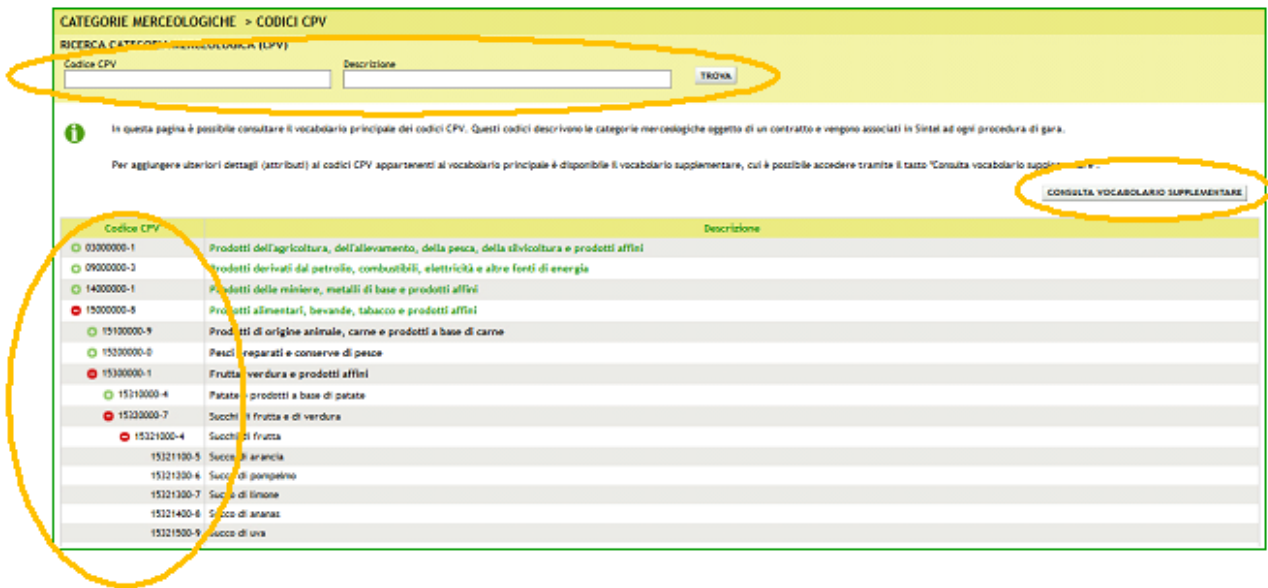 CATEGORIE MERCEOLOGICHE > CODICI CPV
RICERCA CATEGORIA MERCEOLOGICA (CPV)
Codice CPV Descrizione
TROVA
In questa pagina è possibile consultare il vocabolario principale dei codici CPV. Questi codici descrivono le categorie merceologiche oggetto di un contratto e vengono associati in Sintel ad ogni procedura di gara.
Per aggiungere ulteriori dettagli (attributi) ai codici CPV appartenenti al vocabolario principale è disponibile il vocabolario supplementare, cui è possibile accedere tramite il tasto "Consulta vocabolario supplementare".
CONSULTA VOCABOLARIO SUPPLEMENTARE
Codice CPV Descrizione
03000000-1 Prodotti dell'agricoltura, dell'allevamento, della pesca, della silvicoltura e prodotti affini
09000000-3 Prodotti derivati dal petrolio, combustibili, elettricità e altre fonti di energia
14000000-1 Prodotti delle miniere, metalli di base e prodotti affini
15000000-8 Prodotti alimentari, bevande, tabacco e prodotti affini
15100000-9 Prodotti di origine animale, carne e prodotti a base di carne
15200000-0 Pesci preparati e conserve di pesce
15300000-1 Frutta, verdura e prodotti affini
15310000-4 Patate e prodotti a base di patate
15320000-7 Succhi di frutta e di verdura
15321000-4 Succhi di frutta
15321100-5 Succo di arancia
15321200-6 Succo di pompelmo
15321300-7 Succo di limone
15321400-8 Succo di ananas
15321500-9 Succo di uva